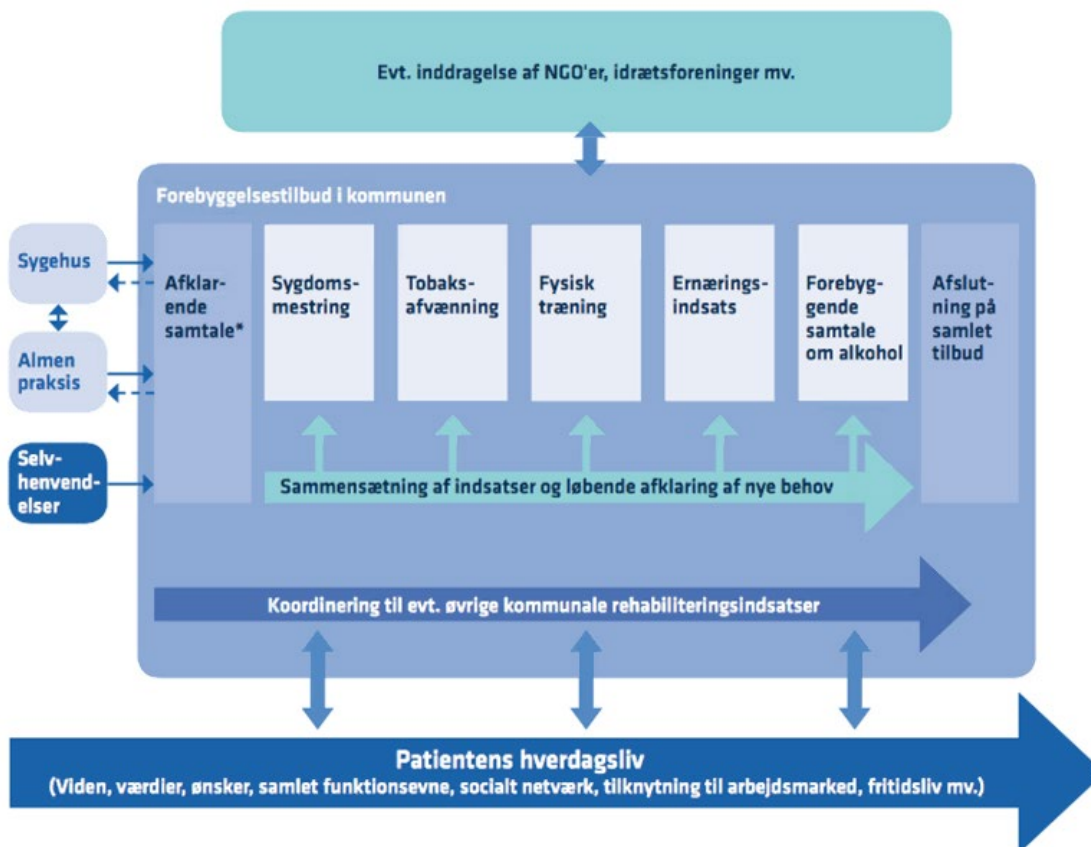 Evt. inddragelse af NGO'er, idrætsforeninger mv.
Forebyggelsestilbud i kommunen
Sygehus
Almen
praksis
Selv-
henvend-
elser
Afklar-
ende
samtale*
Sygdoms-
mestring
Tobaks-
afvænning
Fysisk
træning
Ernærings-
indsats
Forebyg-
gende
samtale
om alkohol
Afslut-
ning på
samlet
tilbud
Sammensætning af indsatser og løbende afklaring af nye behov
Koordinering til evt. øvrige kommunale rehabiliteringsindsatser
Patientens hverdagsliv
(Viden, værdier, ønsker, samlet funktionsevne, socialt netværk, tilknytning til arbejdsmarked, fritidsliv mv.)